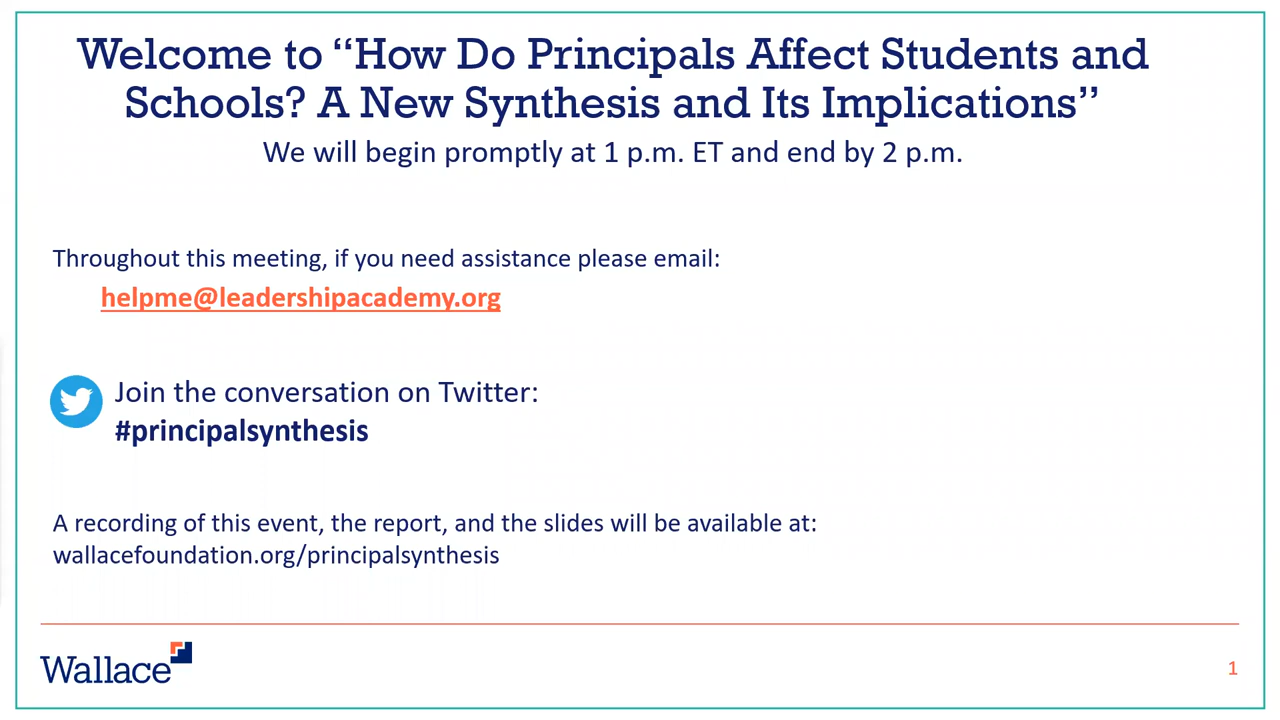 Welcome to “How Do Principals Affect Students and
Schools? A New Synthesis and Its Implications”
We will begin promptly at 1 p.m. ET and end by 2 p.m.
Throughout this meeting, if you need assistance please email:
helpme@leadershipacademy.org
Join the conversation on Twitter:
#principalsynthesis
A recording of this event, the report, and the slides will be available at:
wallacefoundation.org/principalsynthesis
Wallace
1